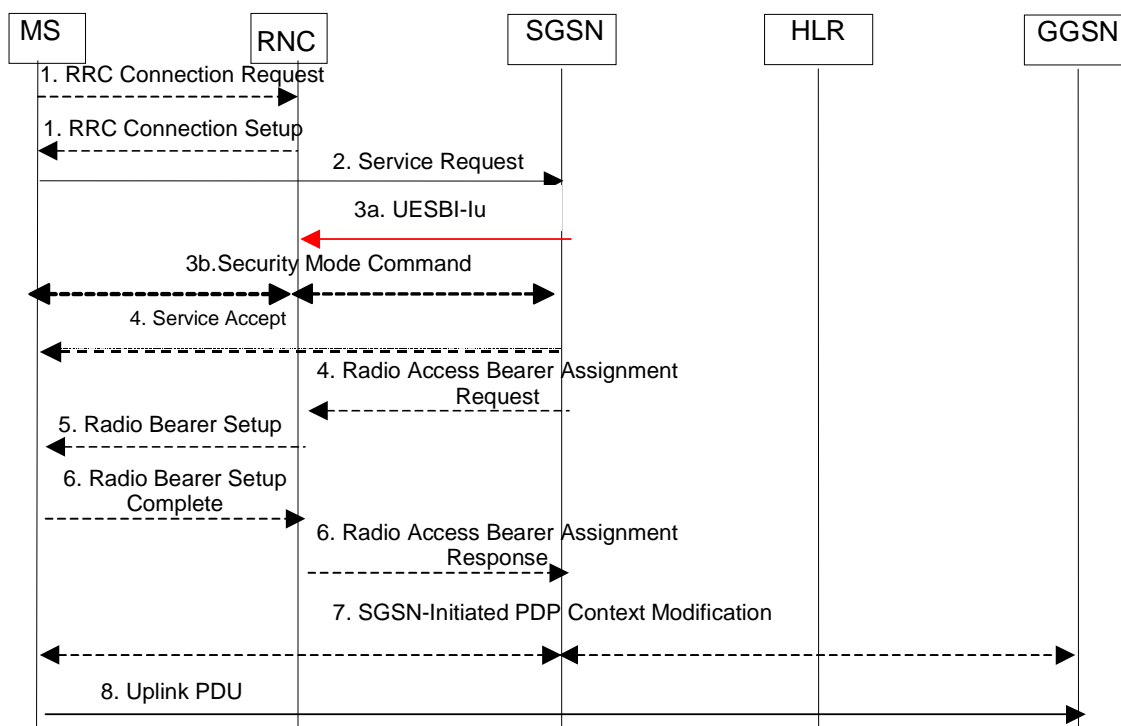 MS
RNC
SGSN
HLR
GGSN
1. RRC Connection Request
1. RRC Connection Setup
2. Service Request
3a. UESBI-Iu
3b.Security Mode Command
4. Service Accept
4. Radio Access Bearer Assignment
Request
5. Radio Bearer Setup
6. Radio Bearer Setup
Complete
6. Radio Access Bearer Assignment
Response
7. SGSN-Initiated PDP Context Modification
8. Uplink PDU